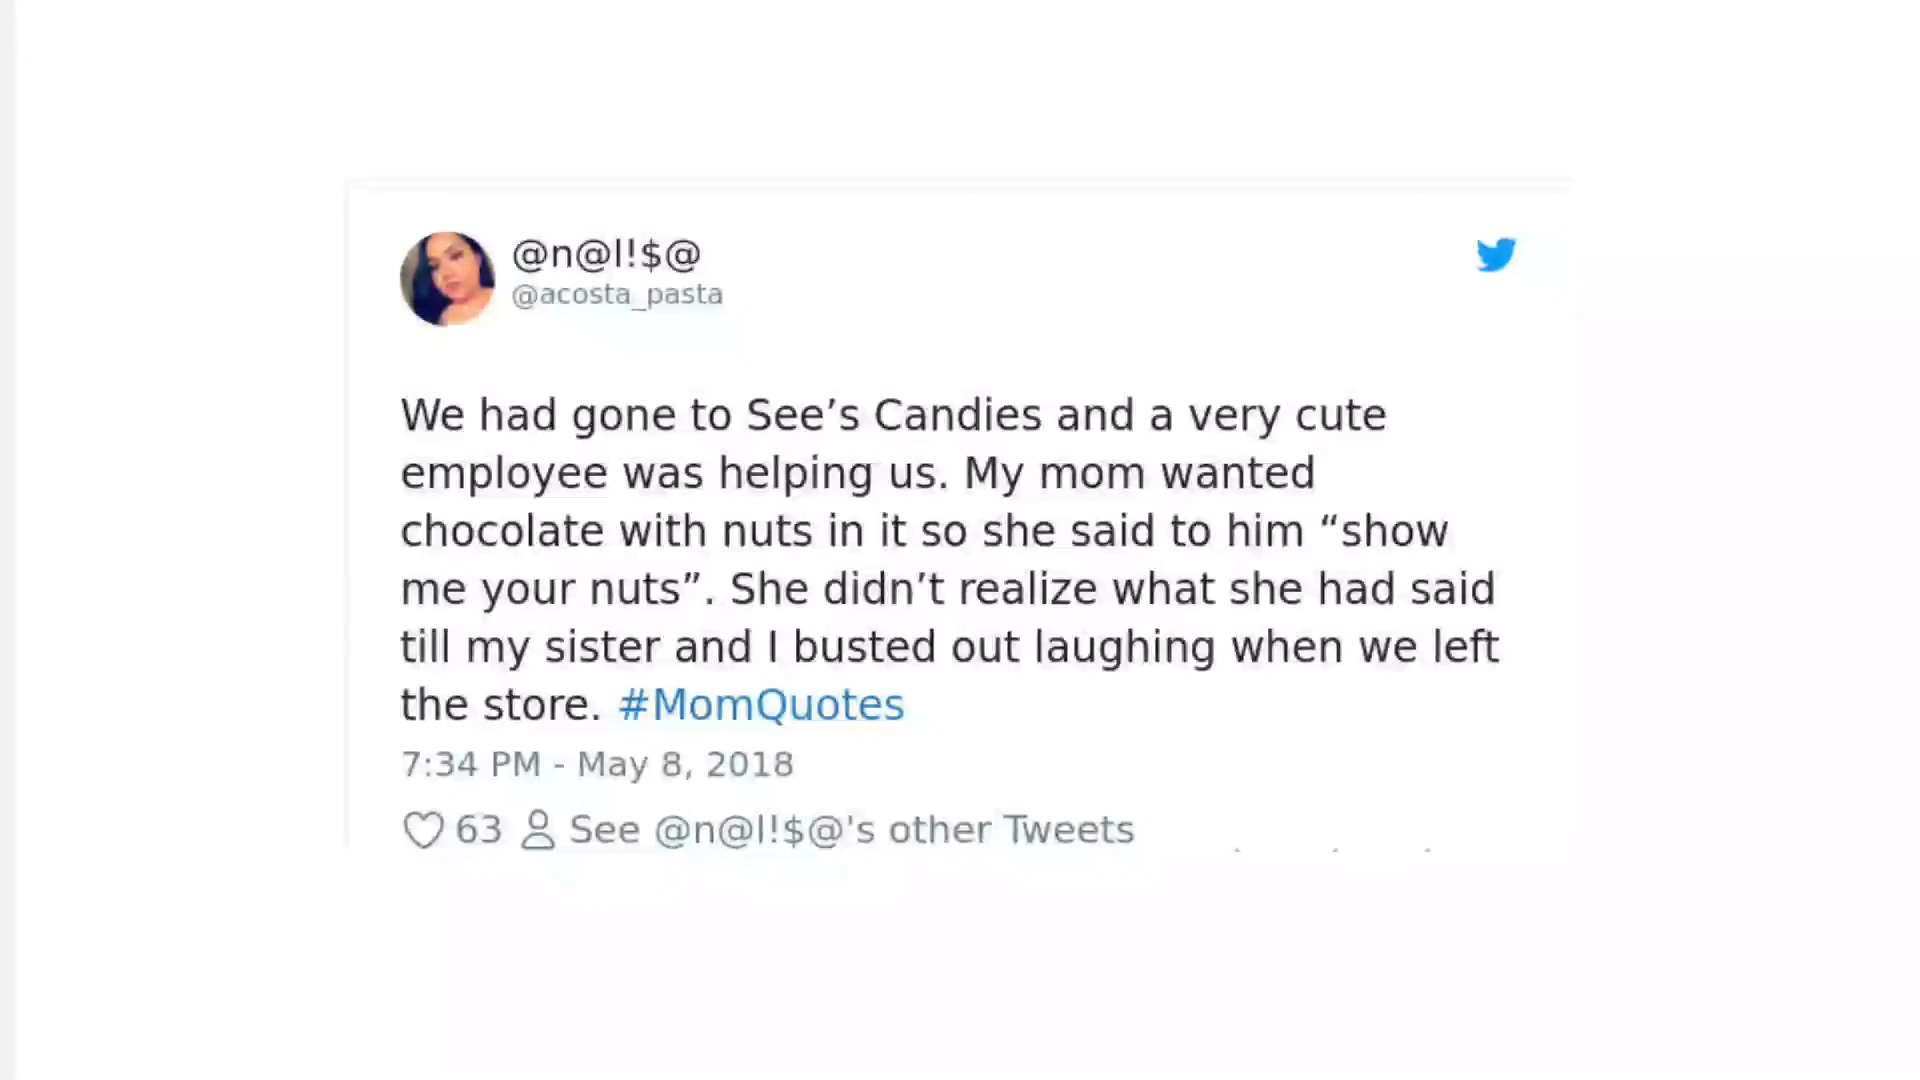 @n@l!$@
@acosta_pasta
We had gone to See’s Candies and a very cute
employee was helping us. My mom wanted
chocolate with nuts in it so she said to him “show
me your nuts”. She didn’t realize what she had said
till my sister and I busted out laughing when we left
the store. #MomQuotes
7:34 PM - May 8, 2018
63 See @n@l!$@'s other Tweets